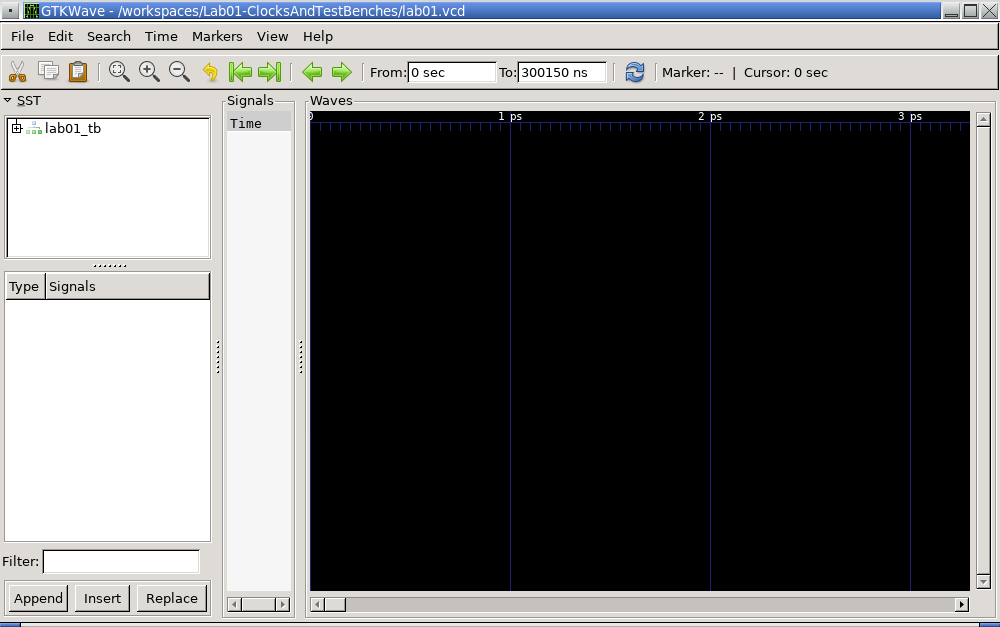 GTKWave - /workspaces/Lab01-ClocksAndTestBenches/lab01.vcd
File Edit Search Time Markers View Help
From: 0 sec To: 300150 ns Marker: -- | Cursor: 0 sec
SST
lab01_tb
Type Signals
Filter:
Append Insert Replace
Signals
Time
Waves
0 1 ps 2 ps 3 ps